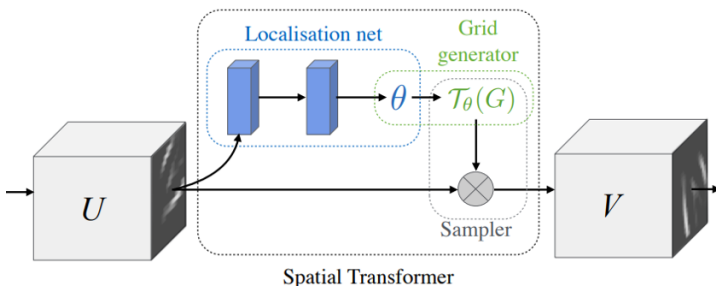 Localisation net
Grid
generator
θ
𝒯θ(G)
U
V
Sampler
Spatial Transformer